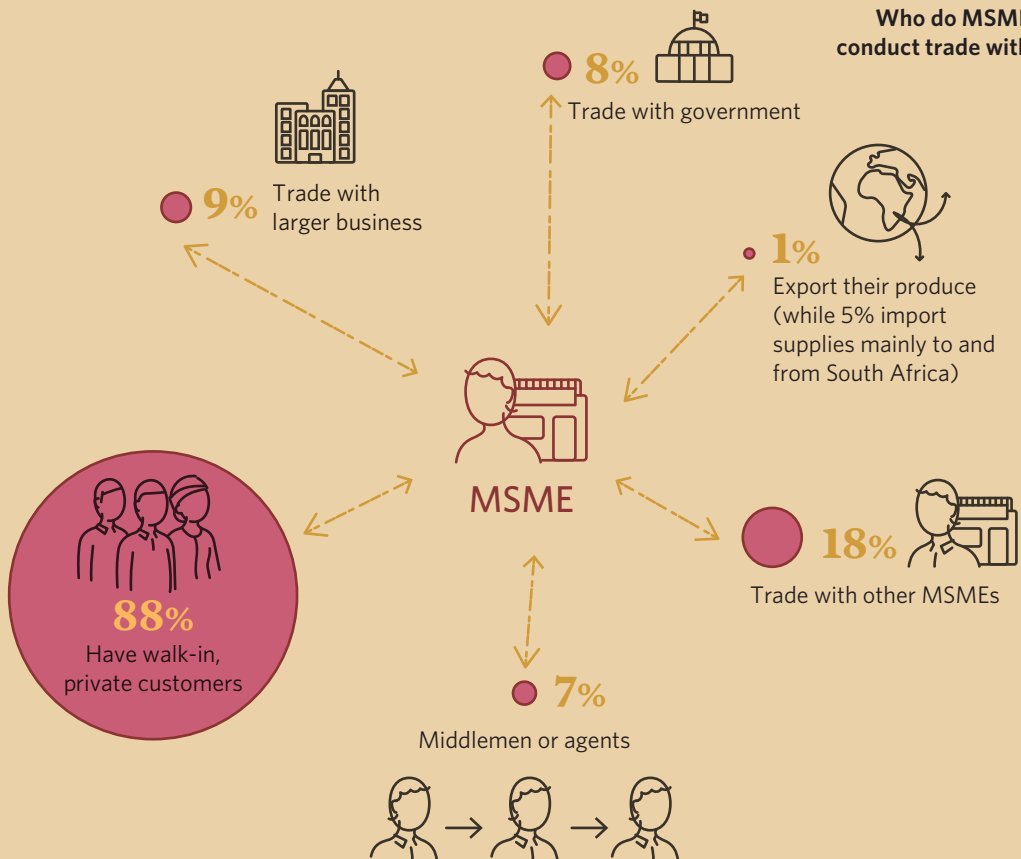 Who do MSME
conduct trade with
8%
Trade with government
9%
Trade with
larger business
1%
Export their produce
(while 5% import
supplies mainly to and
from South Africa)
MSME
88%
Have walk-in,
private customers
18%
Trade with other MSMEs
7%
Middlemen or agents